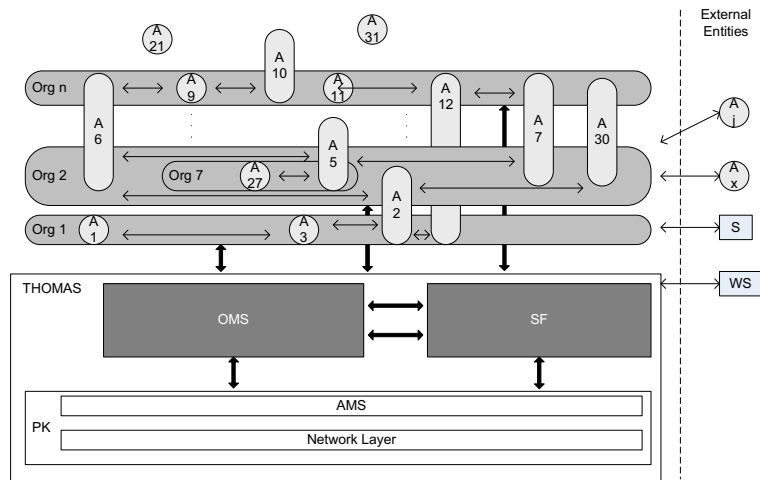 External
Entities
A
21
A
31
A
10
Org n
A
9
A
11
A
12
A
6
A
7
A
30
A
j
A
5
Org 2
Org 7
A
27
A
x
A
2
Org 1
A
1
A
3
S
THOMAS
WS
OMS
SF
AMS
PK
Network Layer